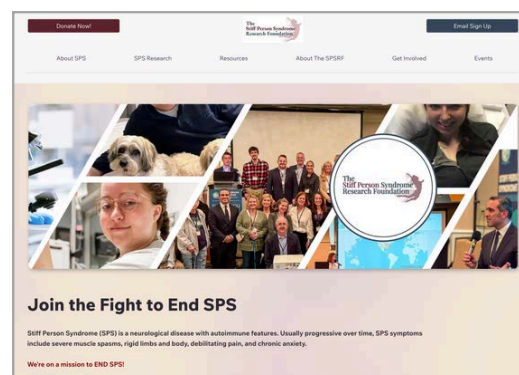 Donate Now!
The
Stiff Person Syndrome
Research Foundation
Email Sign Up
About SPS
SPS Research
Resources
About The SPSRF
Get Involved
Events
The
Stiff Person Syndrome
Research Foundation
Join the Fight to End SPS
Stiff Person Syndrome (SPS) is a neurological disease with autoimmune features. Usually progressive over time, SPS symptoms
include severe muscle spasms, rigid limbs and body, debilitating pain, and chronic anxiety.
We're on a mission to END SPS!